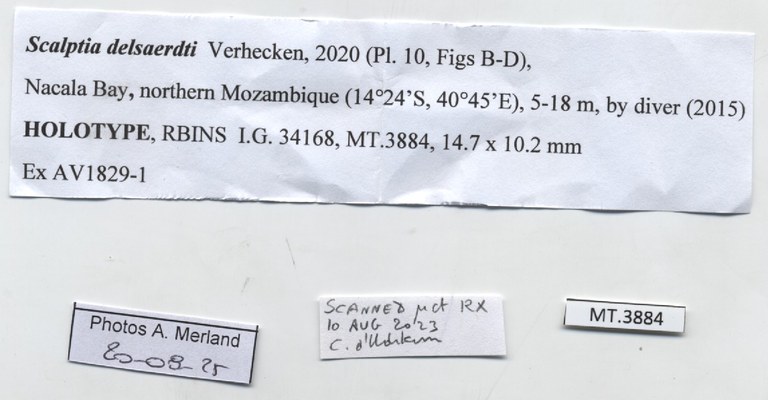 Scalptia delsaerdti Verhecken, 2020 (Pl. 10, Figs B-D),
Nacala Bay, northern Mozambique (14°24’S, 40°45’E), 5-18 m, by diver (2015)
HOLOTYPE, RBINS I.G. 34168, MT.3884, 14.7 x 10.2 mm
Ex AV1829-1
Photos A. Merland
SCANNED µct RX
10 AUG 2023
C.
MT.3884